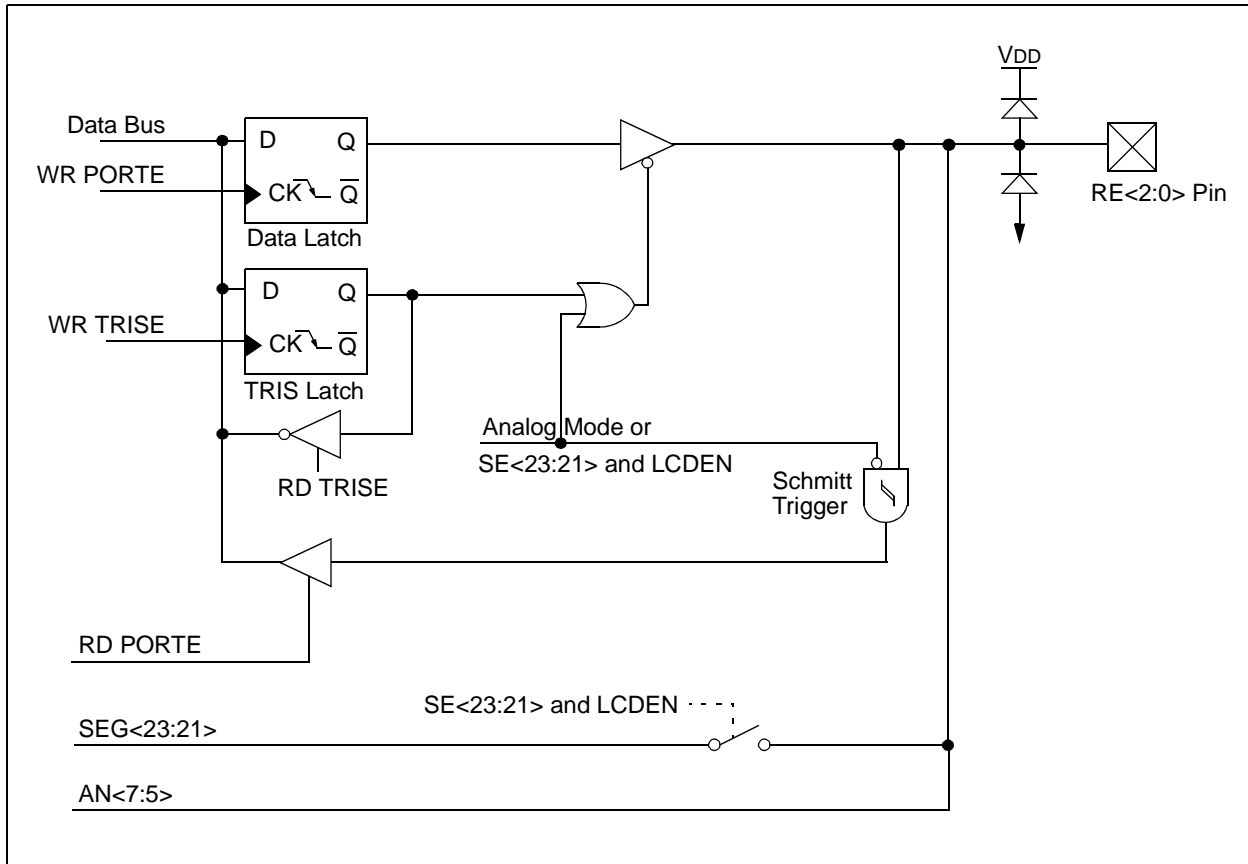 VDD
Data Bus
D Q
WR PORTE
CK Q̅
RE<2:0> Pin
Data Latch
D Q
WR TRISE
CK Q̅
TRIS Latch
Analog Mode or
SE<23:21> and LCDEN
RD TRISE
Schmitt
Trigger
RD PORTE
SE<23:21> and LCDEN
SEG<23:21>
AN<7:5>